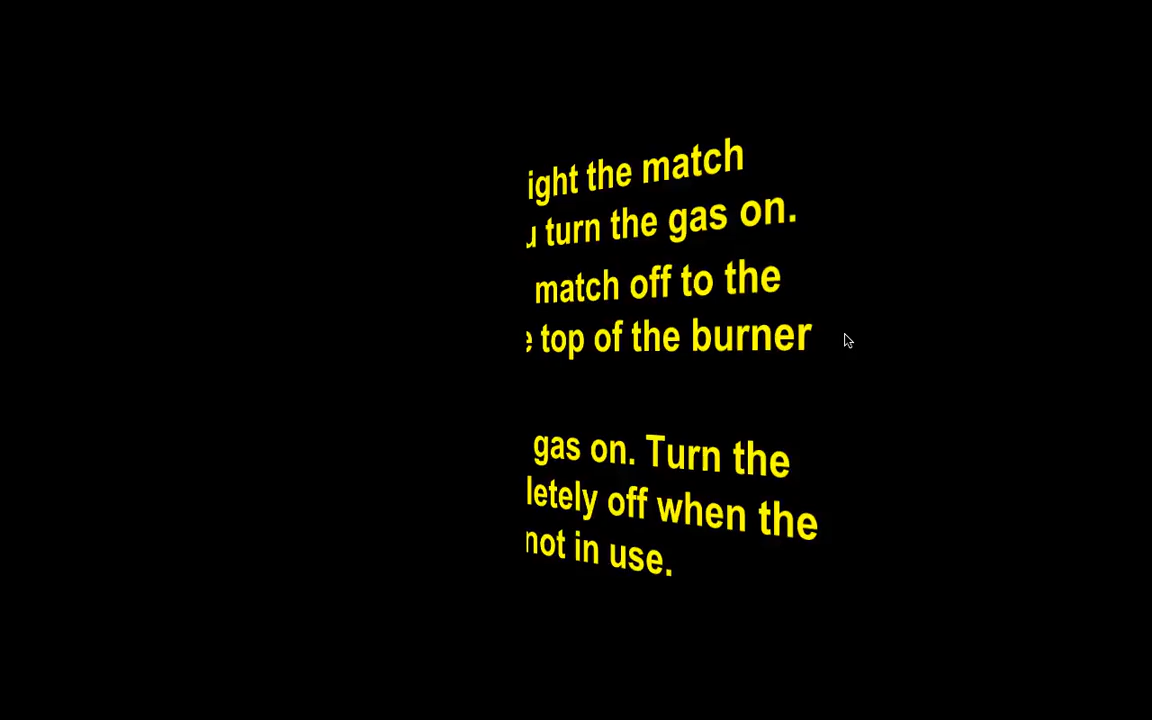 ight the match
turn the gas on.
match off to the
top of the burner
gas on. Turn the
letely off when the
not in use.